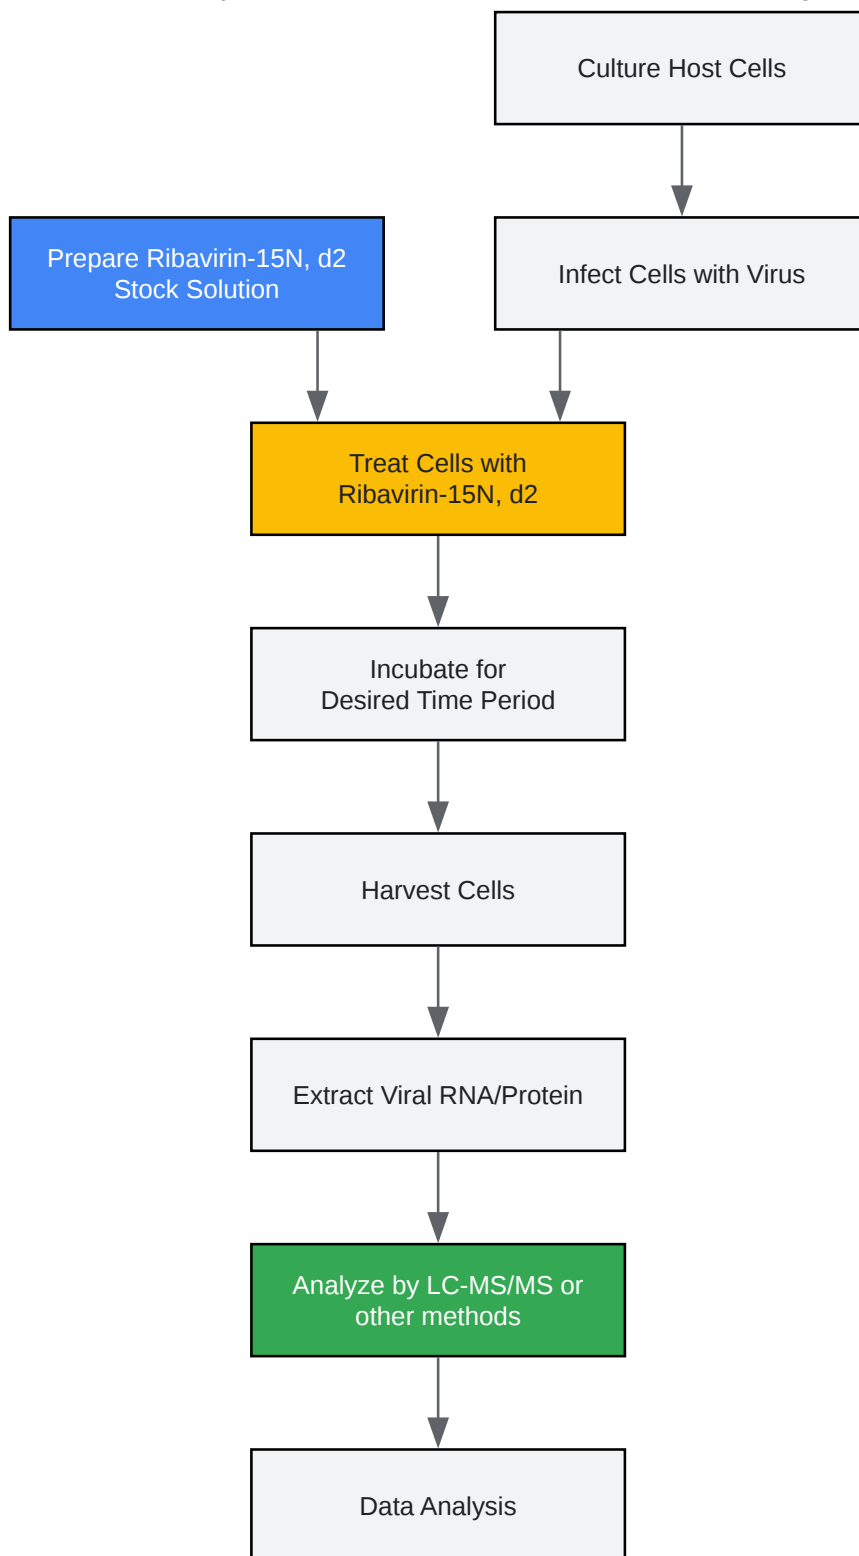 Culture Host Cells
Prepare Ribavirin-15N, d2
Stock Solution
Infect Cells with Virus
Treat Cells with
Ribavirin-15N, d2
Incubate for
Desired Time Period
Harvest Cells
Extract Viral RNA/Protein
Analyze by LC-MS/MS or
other methods
Data Analysis